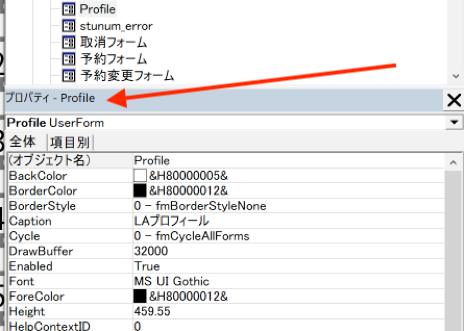 Profile
stunum_error
取消フォーム
予約フォーム
予約変更フォーム
プロパティ - Profile
Profile UserForm
全体 項目別
(オブジェクト名) Profile
BackColor &H80000005&
BorderColor &H80000012&
BorderStyle 0 - fmBorderStyleNone
Caption LAプロフィール
Cycle 0 - fmCycleAllForms
DrawBuffer 32000
Enabled True
Font MS UI Gothic
ForeColor &H80000012&
Height 459.55
HelpContextID 0